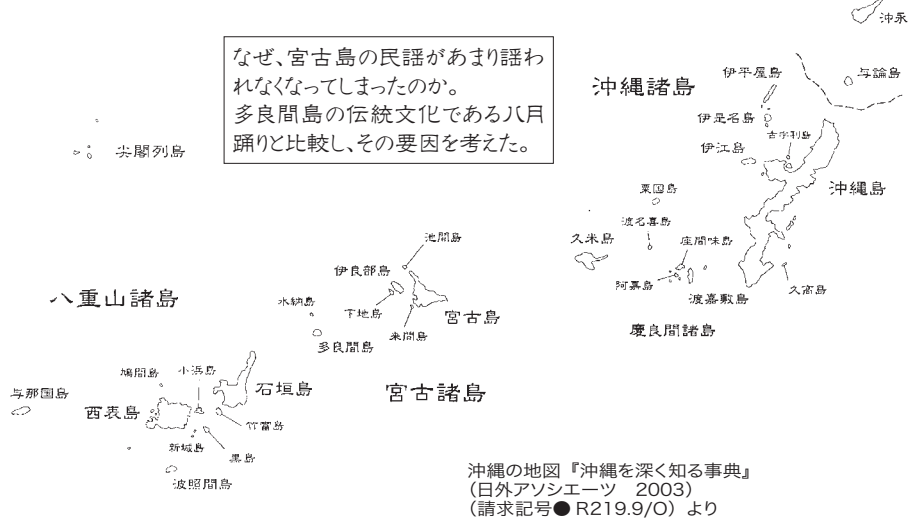 沖永
なぜ、宮古島の民謡があまり謡わ
れなくなってしまったのか。
多良間島の伝統文化である八月
踊りと比較し、その要因を考えた。
沖縄諸島
伊平屋島
与論島
伊是名島
古宇利島
伊江島
尖閣列島
沖縄島
粟国島
渡名喜島
久米島
座間味島
阿嘉島
渡嘉敷島
久高島
慶良間諸島
池間島
伊良部島
下地島
来間島
宮古島
水納島
多良間島
宮古諸島
八重山諸島
鳩間島
小浜島
石垣島
与那国島
西表島
竹富島
新城島
黒島
波照間島
沖縄の地図『沖縄を深く知る事典』
(日外アソシエーツ 2003)
(請求記号● R219.9/O) より